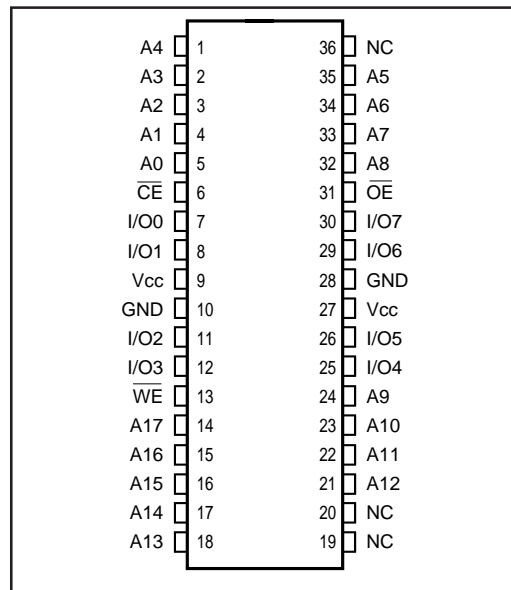 A4 1 36 NC
A3 2 35 A5
A2 3 34 A6
A1 4 33 A7
A0 5 32 A8
C̅E̅ 6 31 O̅E̅
I/O0 7 30 I/O7
I/O1 8 29 I/O6
Vcc 9 28 GND
GND 10 27 Vcc
I/O2 11 26 I/O5
I/O3 12 25 I/O4
W̅E̅ 13 24 A9
A17 14 23 A10
A16 15 22 A11
A15 16 21 A12
A14 17 20 NC
A13 18 19 NC